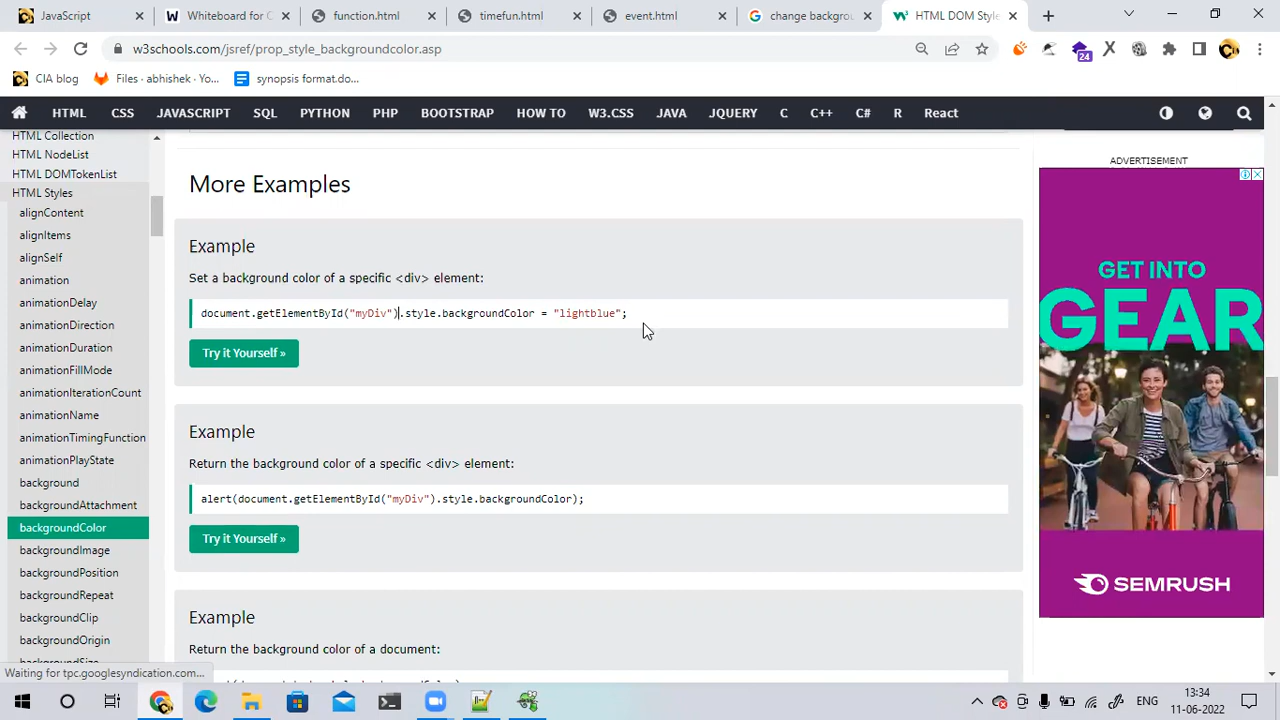 JavaScript
Whiteboard for C
function.html
timefun.html
event.html
change backgrou
HTML DOM Style
w3schools.com/jsref/prop_style_backgroundcolor.asp
24
CIA blog
Files · abhishek · Yo...
synopsis format.do...
HTML
CSS
JAVASCRIPT
SQL
PYTHON
PHP
BOOTSTRAP
HOW TO
W3.CSS
JAVA
JQUERY
C
C++
C#
R
React
HTML Collection
HTML NodeList
HTML DOMTokenList
HTML Styles
alignContent
alignItems
alignSelf
animation
animationDelay
animationDirection
animationDuration
animationFillMode
animationIterationCount
animationName
animationTimingFunction
animationPlayState
background
backgroundAttachment
backgroundColor
backgroundImage
backgroundPosition
backgroundRepeat
backgroundClip
backgroundOrigin
backgroundSize
More Examples
Example
Set a background color of a specific <div> element:
document.getElementById("myDiv").style.backgroundColor = "lightblue";
Try it Yourself »
Example
Return the background color of a specific <div> element:
alert(document.getElementById("myDiv").style.backgroundColor);
Try it Yourself »
Example
Return the background color of a document:
ADVERTISEMENT
GET INTO
GEAR
SEMRUSH
Waiting for tpc.googlesyndication.com...
ENG
13:34
11-06-2022